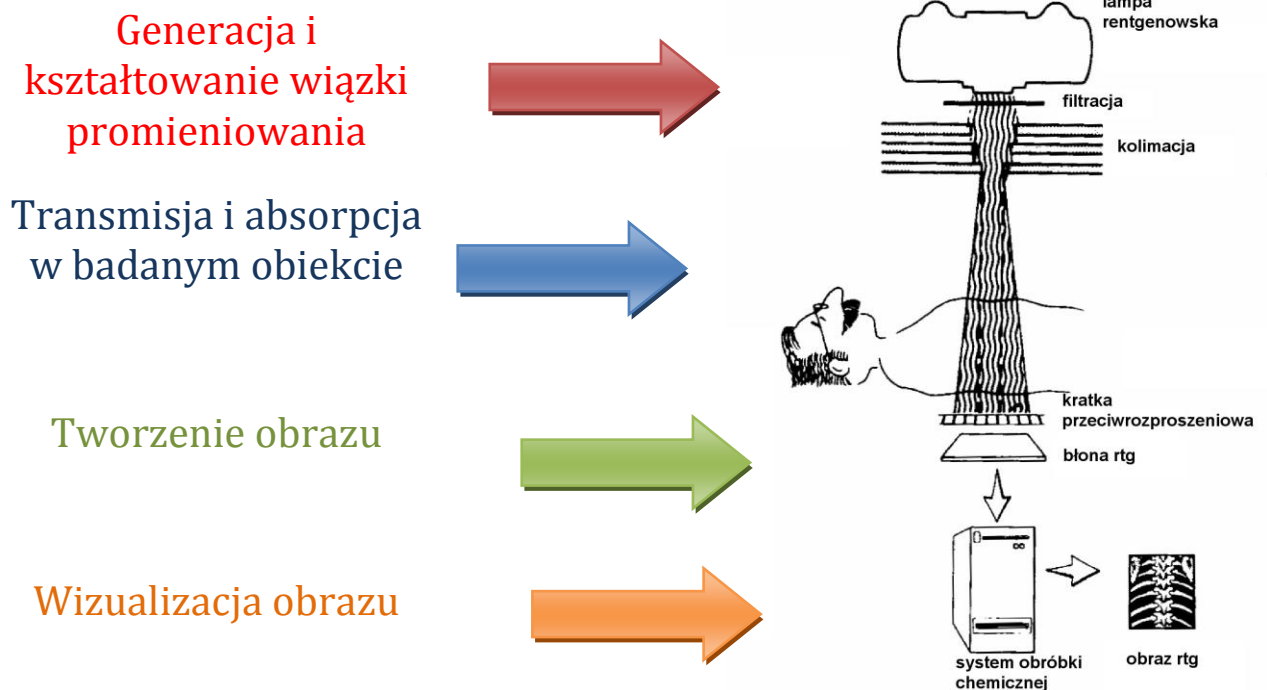 Generacja i
kształtowanie wiązki
promieniowania
Transmisja i absorpcja
w badanym obiekcie
Tworzenie obrazu
Wizualizacja obrazu
lampa
rentgenowska
filtracja
kolimacja
kratka
przeciwrozproszeniowa
błona rtg
system obróbki
chemicznej
obraz rtg